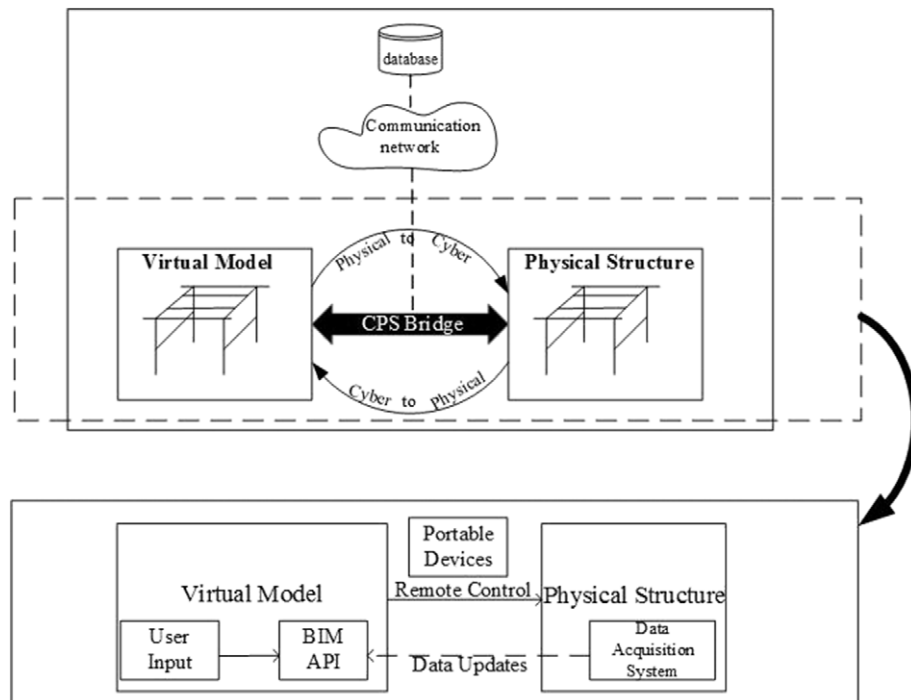 database
Communication
network
Physical to Cyber
Virtual Model
Physical Structure
CPS Bridge
Cyber to Physical
Portable
Devices
Remote Control
Virtual Model
Physical Structure
User
Input
BIM
API
Data Updates
Data
Acquisition
System